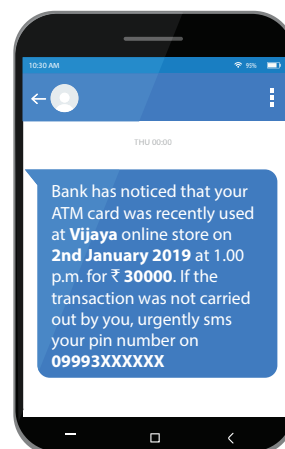 10:30 AM 95%
THU 00:00
Bank has noticed that your
ATM card was recently used
at Vijaya online store on
2nd January 2019 at 1.00
p.m. for ₹ 30000. If the
transaction was not carried
out by you, urgently sms
your pin number on
09993XXXXXX